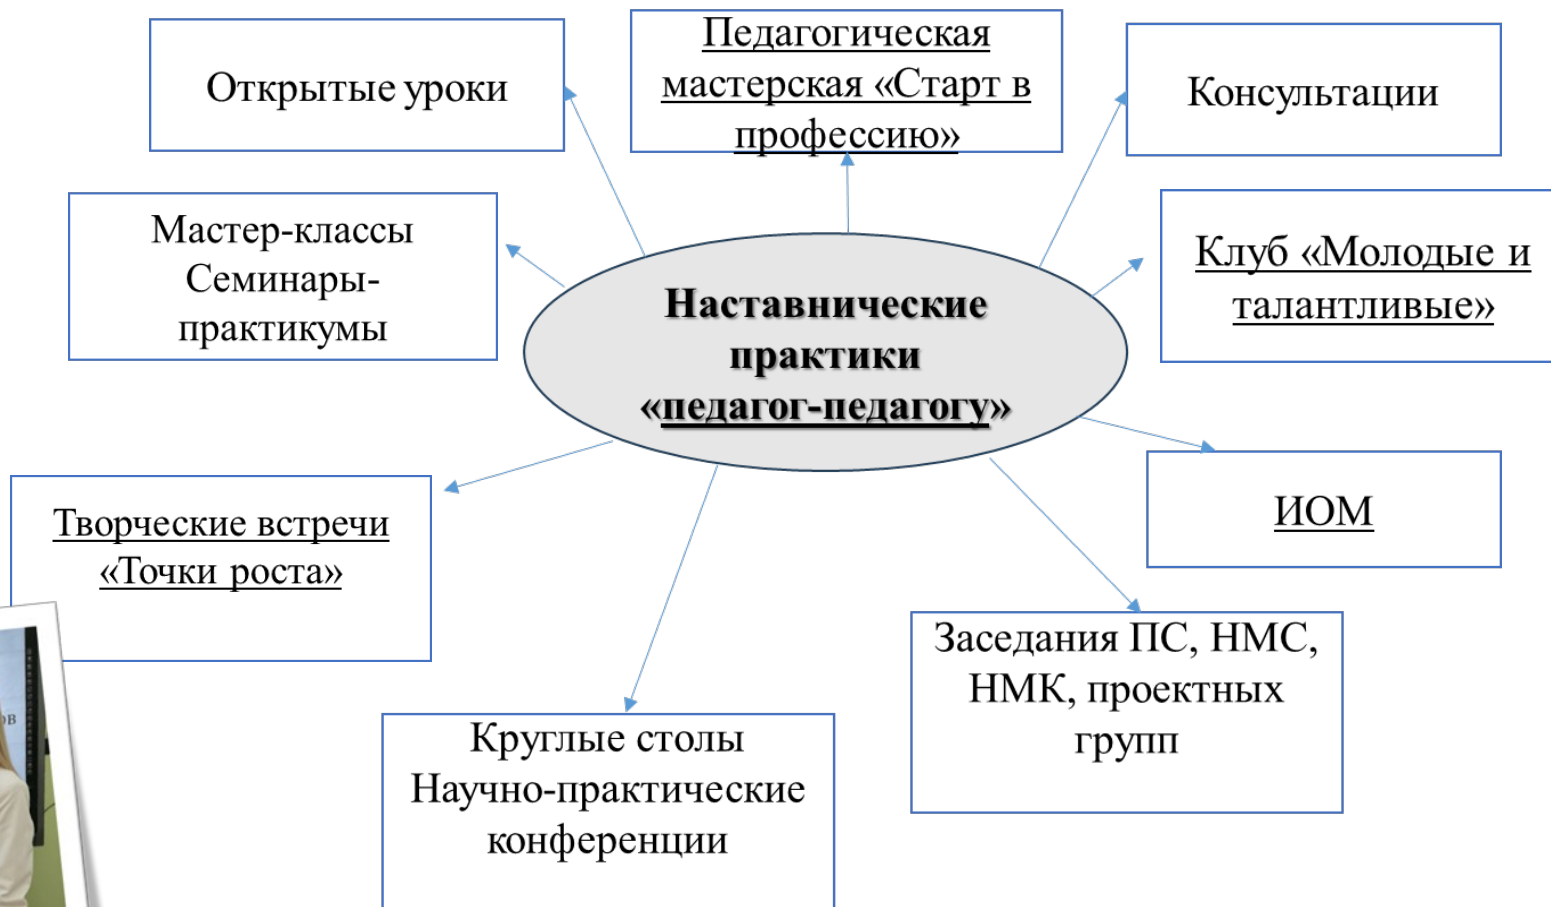 Открытые уроки
Педагогическая
мастерская «Старт в
профессию»
Консультации
Мастер-классы
Семинары-
практикумы
Клуб «Молодые и
талантливые»
Наставнические
практики
«педагог-педагогу»
Творческие встречи
«Точки роста»
ИОМ
Заседания ПС, НМС,
НМК, проектных
групп
Круглые столы
Научно-практические
конференции